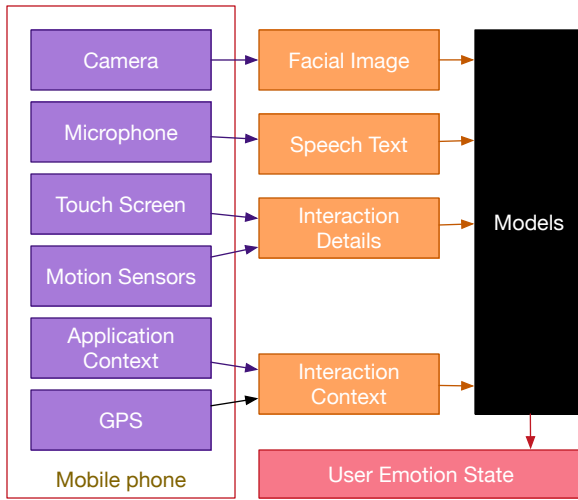 Camera
Facial Image
Microphone
Speech Text
Touch Screen
Interaction
Details
Models
Motion Sensors
Application
Context
Interaction
Context
GPS
Mobile phone
User Emotion State